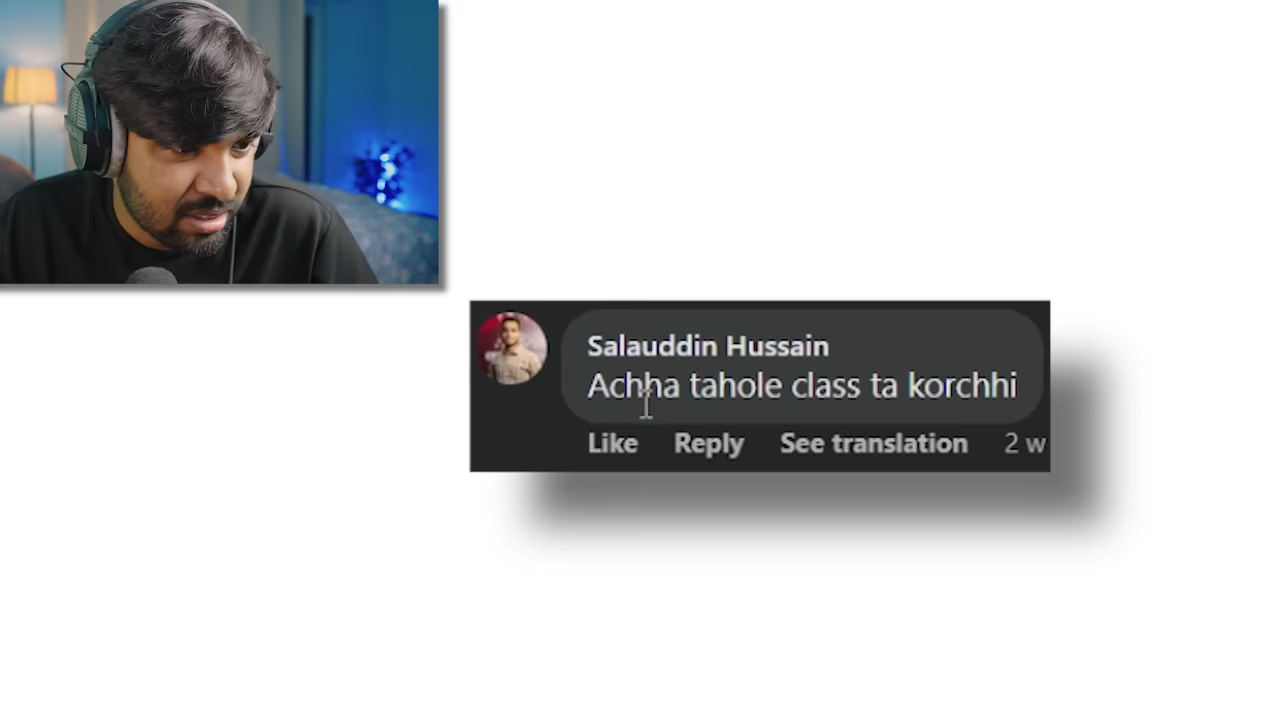 Salauddin Hussain
Achha tahole class ta korchhi
Like Reply See translation 2 w